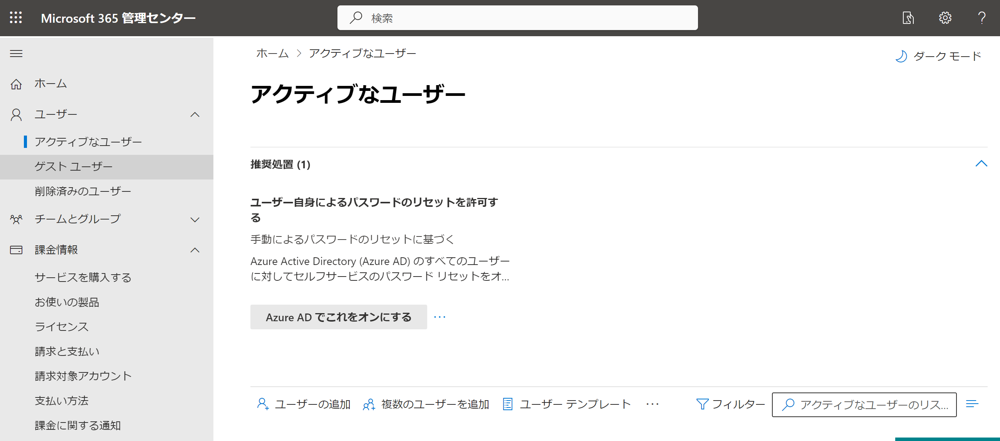 Microsoft 365 管理センター
検索
ホーム
ユーザー
アクティブなユーザー
ゲスト ユーザー
削除済みのユーザー
チームとグループ
課金情報
サービスを購入する
お使いの製品
ライセンス
請求と支払い
請求対象アカウント
支払い方法
課金に関する通知
ホーム > アクティブなユーザー
ダーク モード
アクティブなユーザー
推奨処置 (1)
ユーザー自身によるパスワードのリセットを許可す
る
手動によるパスワードのリセットに基づく
Azure Active Directory (Azure AD) のすべてのユーザー
に対してセルフサービスのパスワード リセットをオ...
Azure AD でこれをオンにする ...
ユーザーの追加
複数のユーザーを追加
ユーザー テンプレート ...
フィルター
アクティブなユーザーのリス...